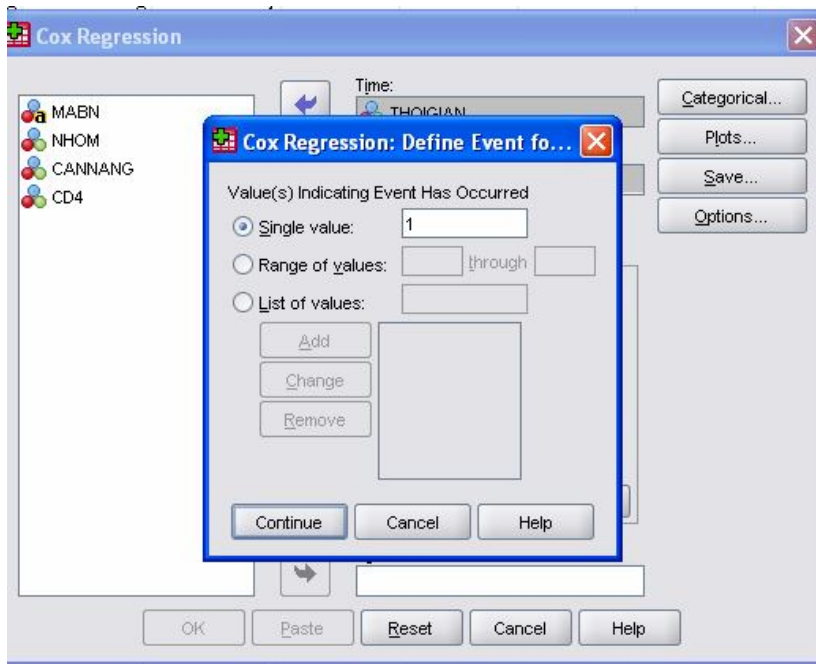 Cox Regression
MABN
NHOM
CANNANG
CD4
Time:
THOIGIAN
Categorical...
Plots...
Save...
Options...
Cox Regression: Define Event fo...
Value(s) Indicating Event Has Occurred
Single value: 1
Range of values: through
List of values:
Add
Change
Remove
Continue Cancel Help
OK Paste Reset Cancel Help